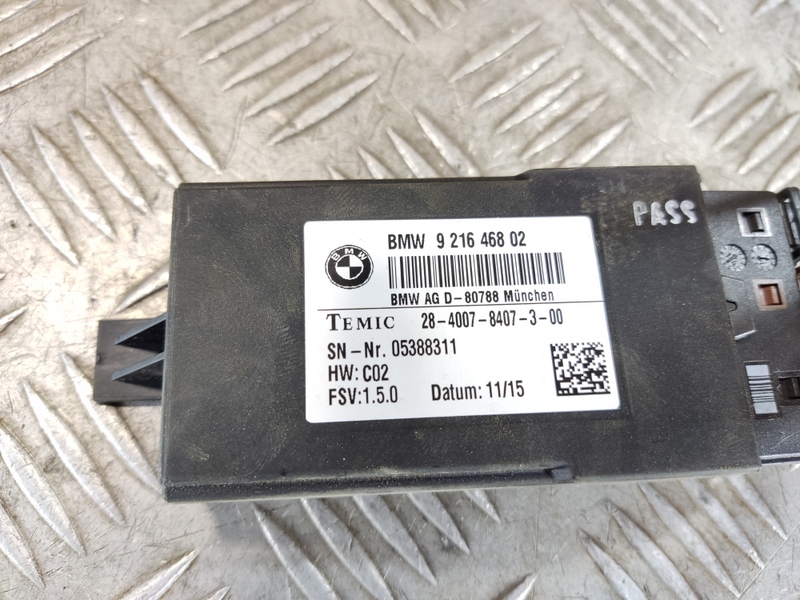 PASS
BMW 9 216 468 02
BMW
BMW AG D-80788 München
TEMIC 28-4007-8407-3-00
SN-Nr. 05388311
HW: C02
FSV:1.5.0 Datum: 11/15